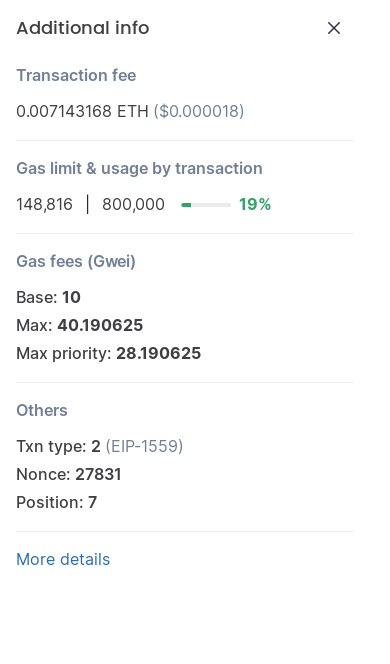 Additional info
Transaction fee
0.007143168 ETH ($0.000018)
Gas limit & usage by transaction
148,816 | 800,000 19%
Gas fees (Gwei)
Base: 10
Max: 40.190625
Max priority: 28.190625
Others
Txn type: 2 (EIP-1559)
Nonce: 27831
Position: 7
More details